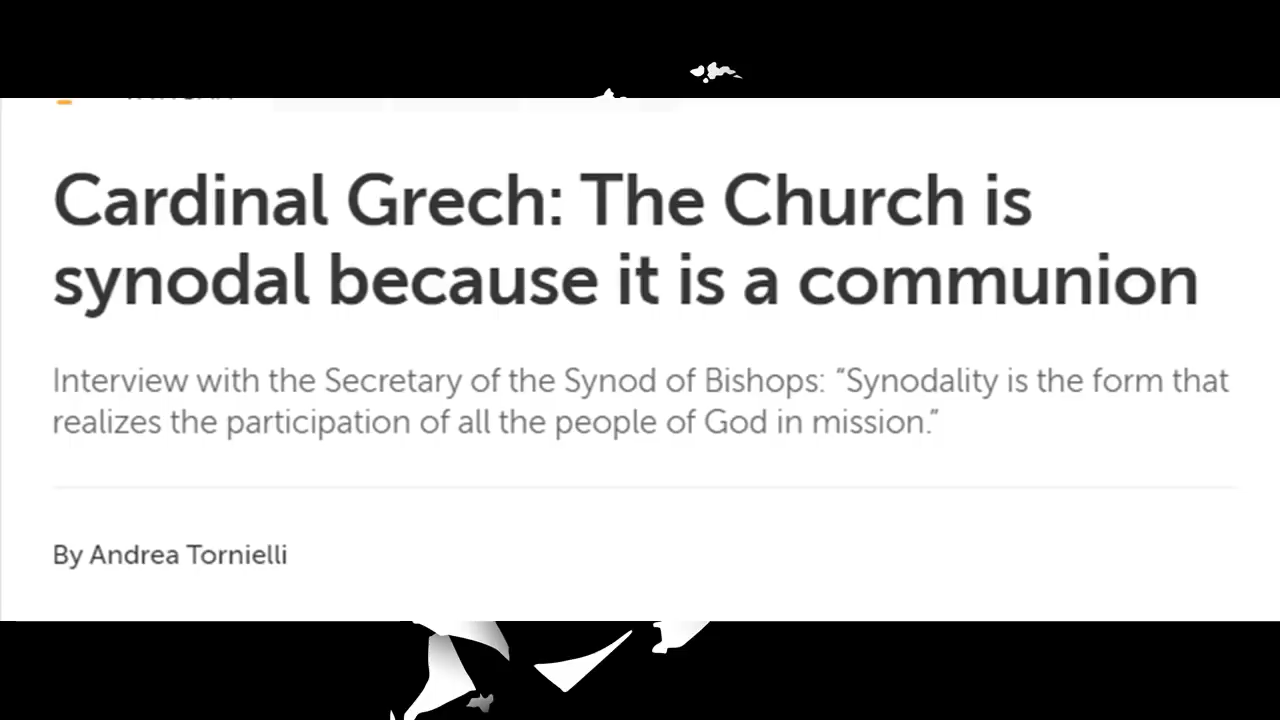 Cardinal Grech: The Church is
synodal because it is a communion
Interview with the Secretary of the Synod of Bishops: “Synodality is the form that
realizes the participation of all the people of God in mission.”
By Andrea Tornielli